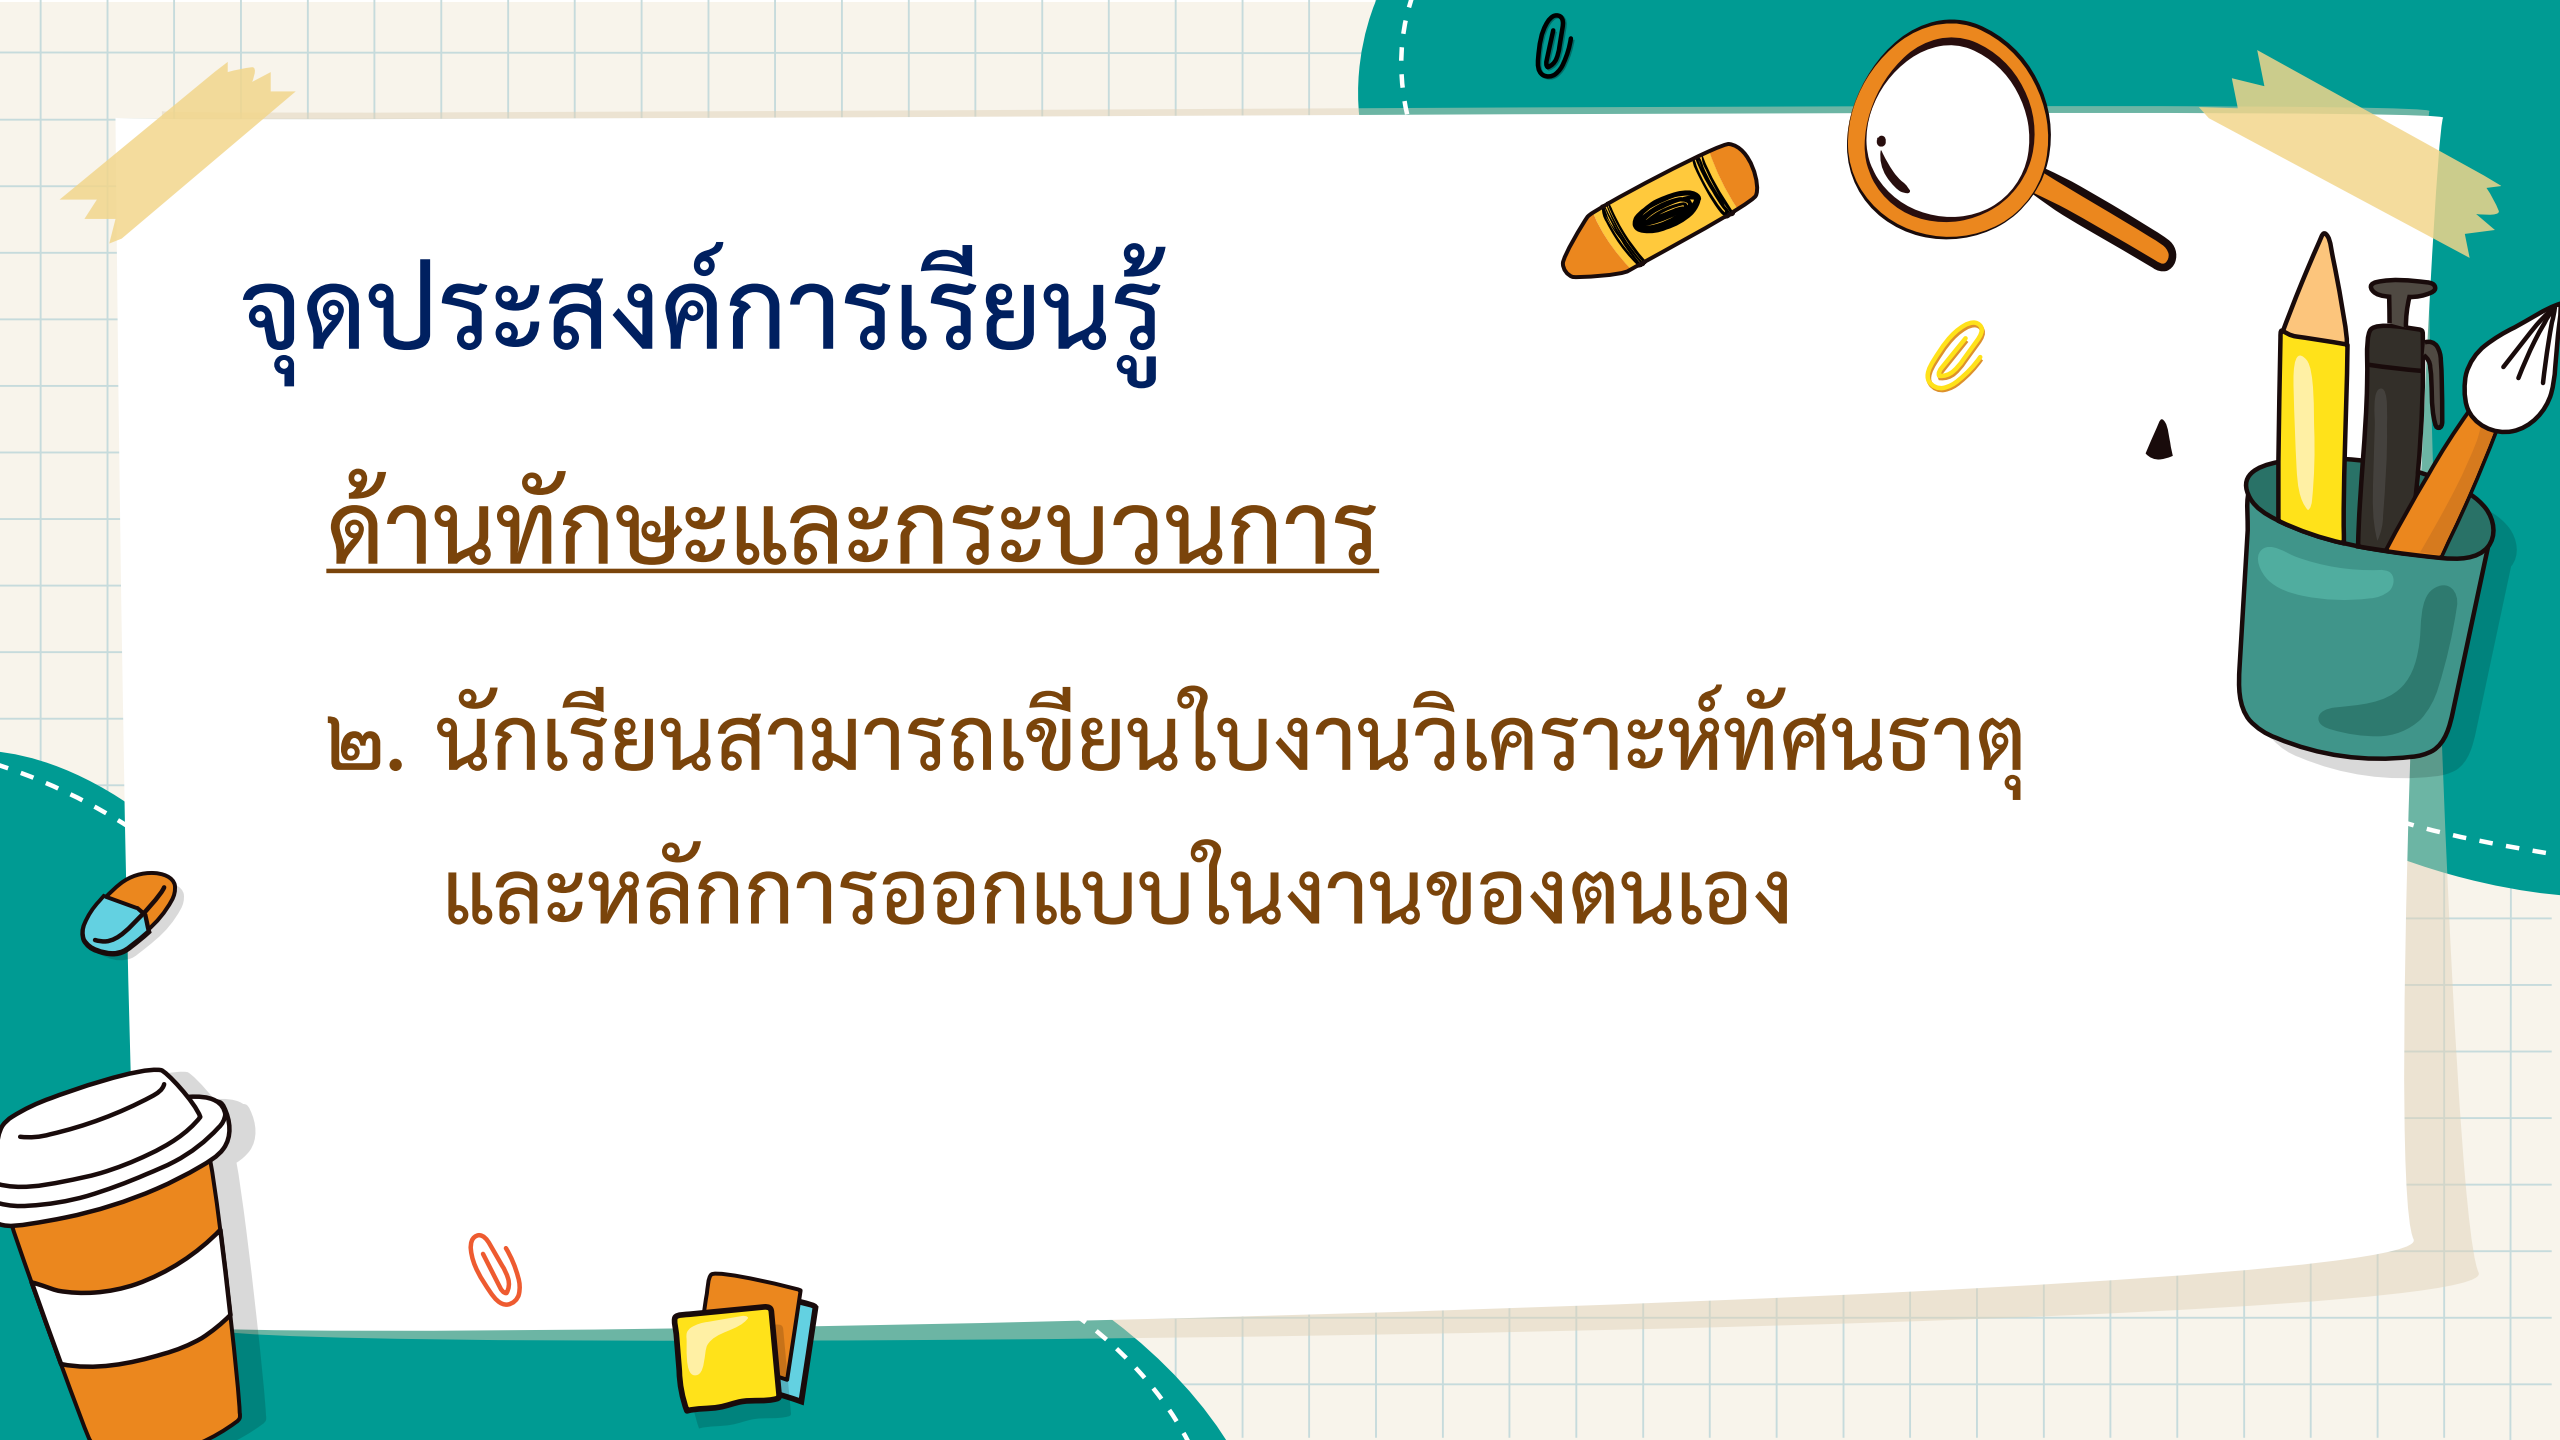 จุดประสงค์การเรียนรู้
ด้านทักษะและกระบวนการ
๒. นักเรียนสามารถเขียนใบงานวิเคราะห์ทัศนธาตุ
และหลักการออกแบบในงานของตนเอง